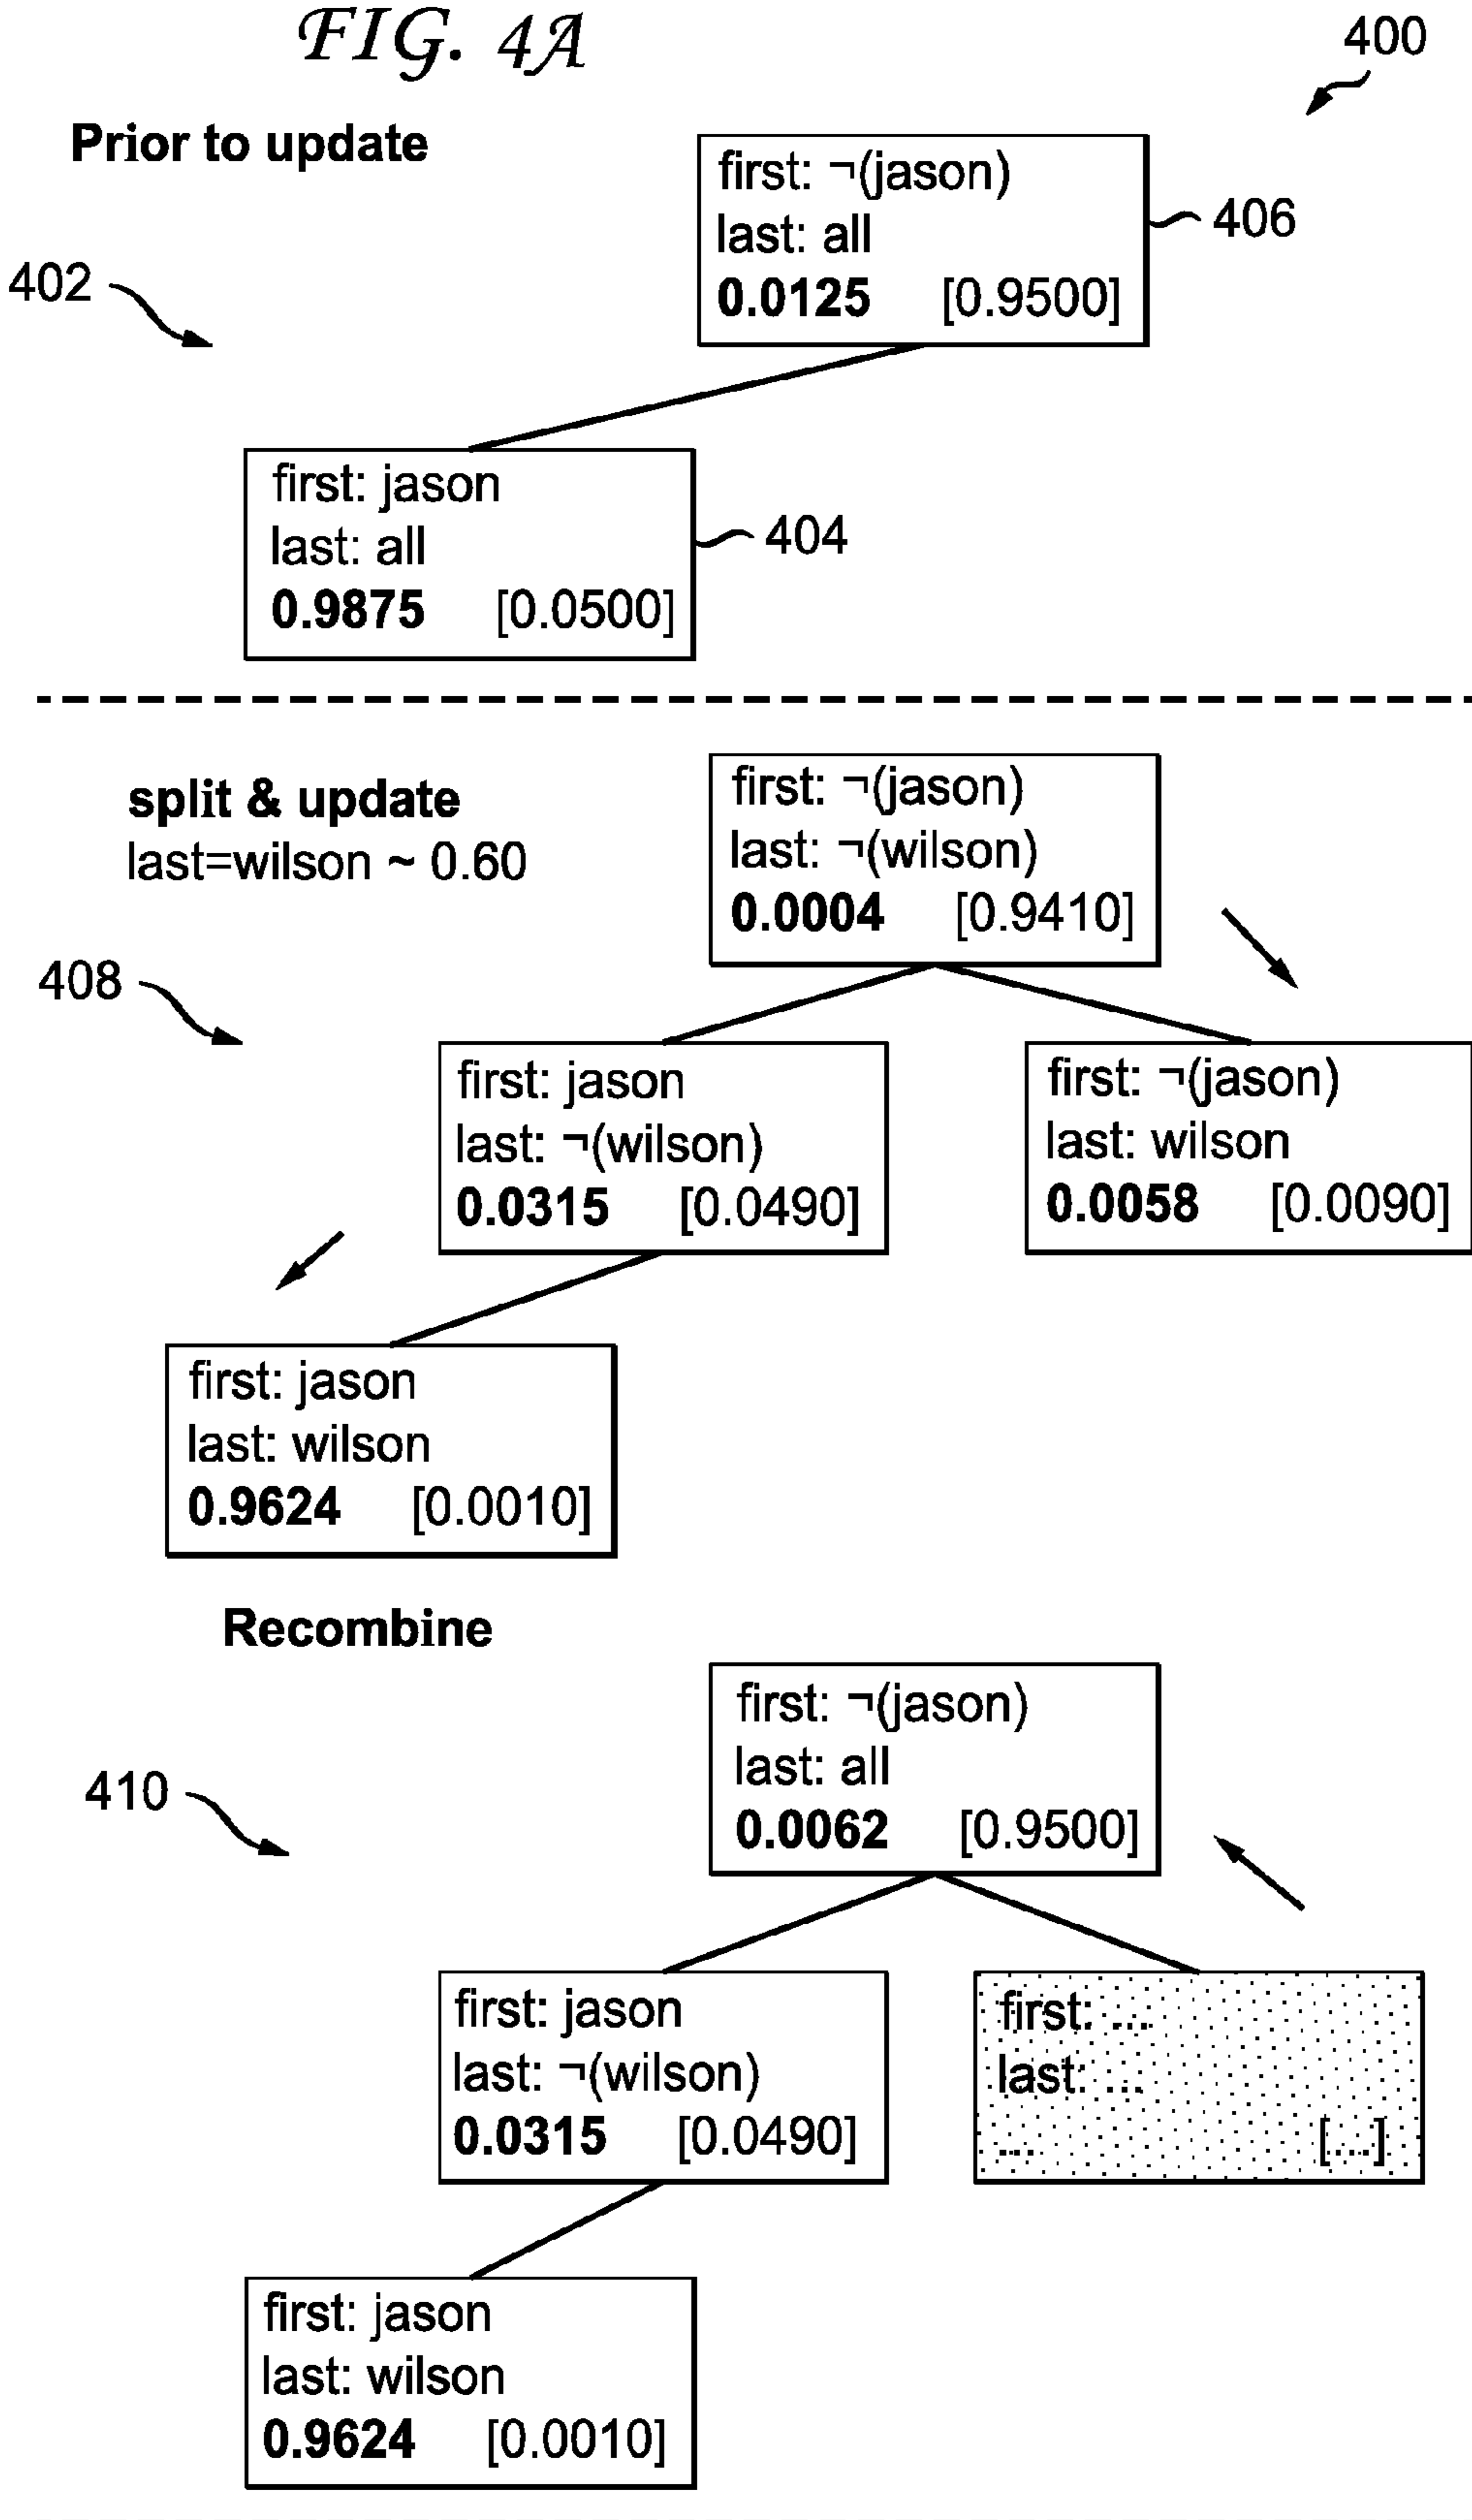 FIG. 4A
400
Prior to update
first: ¬(jason)
last: all
0.0125 [0.9500]
406
402
first: jason
last: all
0.9875 [0.0500]
404
split & update
last=wilson ~ 0.60
first: ¬(jason)
last: ¬(wilson)
0.0004 [0.9410]
408
first: jason
last: ¬(wilson)
0.0315 [0.0490]
first: ¬(jason)
last: wilson
0.0058 [0.0090]
first: jason
last: wilson
0.9624 [0.0010]
Recombine
first: ¬(jason)
last: all
0.0062 [0.9500]
410
first: jason
last: ¬(wilson)
0.0315 [0.0490]
first: ...
last: ...
... [...]
first: jason
last: wilson
0.9624 [0.0010]